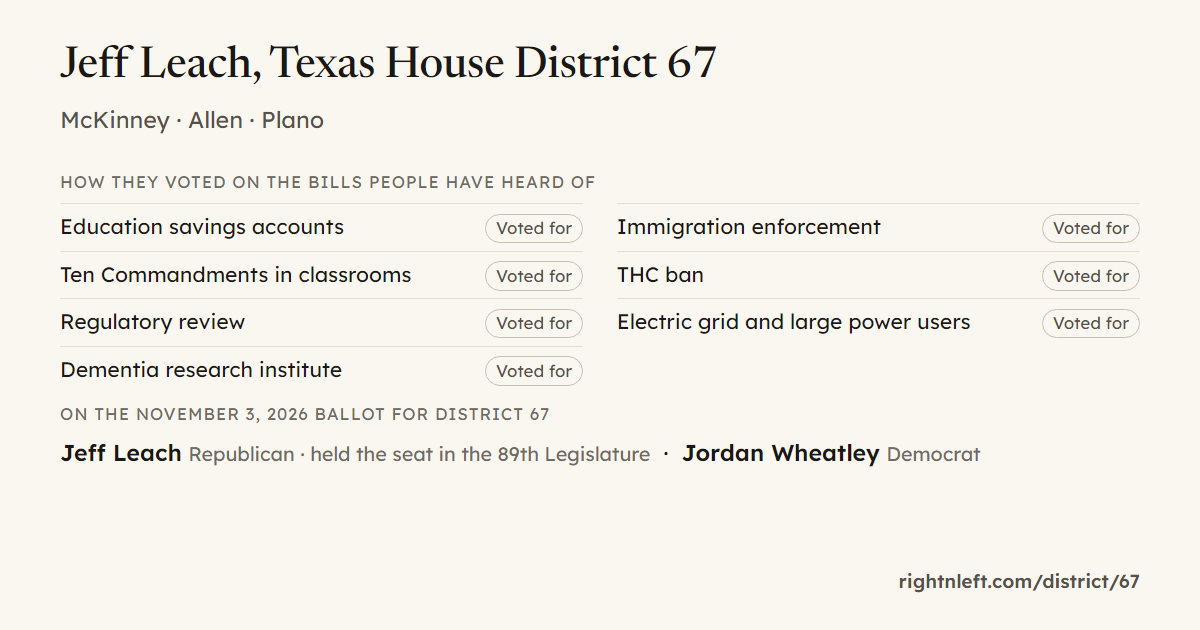 Jeff Leach, Texas House District 67
McKinney · Allen · Plano
HOW THEY VOTED ON THE BILLS PEOPLE HAVE HEARD OF
Education savings accounts Voted for
Immigration enforcement Voted for
Ten Commandments in classrooms Voted for
THC ban Voted for
Regulatory review Voted for
Electric grid and large power users Voted for
Dementia research institute Voted for
ON THE NOVEMBER 3, 2026 BALLOT FOR DISTRICT 67
Jeff Leach Republican · held the seat in the 89th Legislature · Jordan Wheatley Democrat
rightnleft.com/district/67